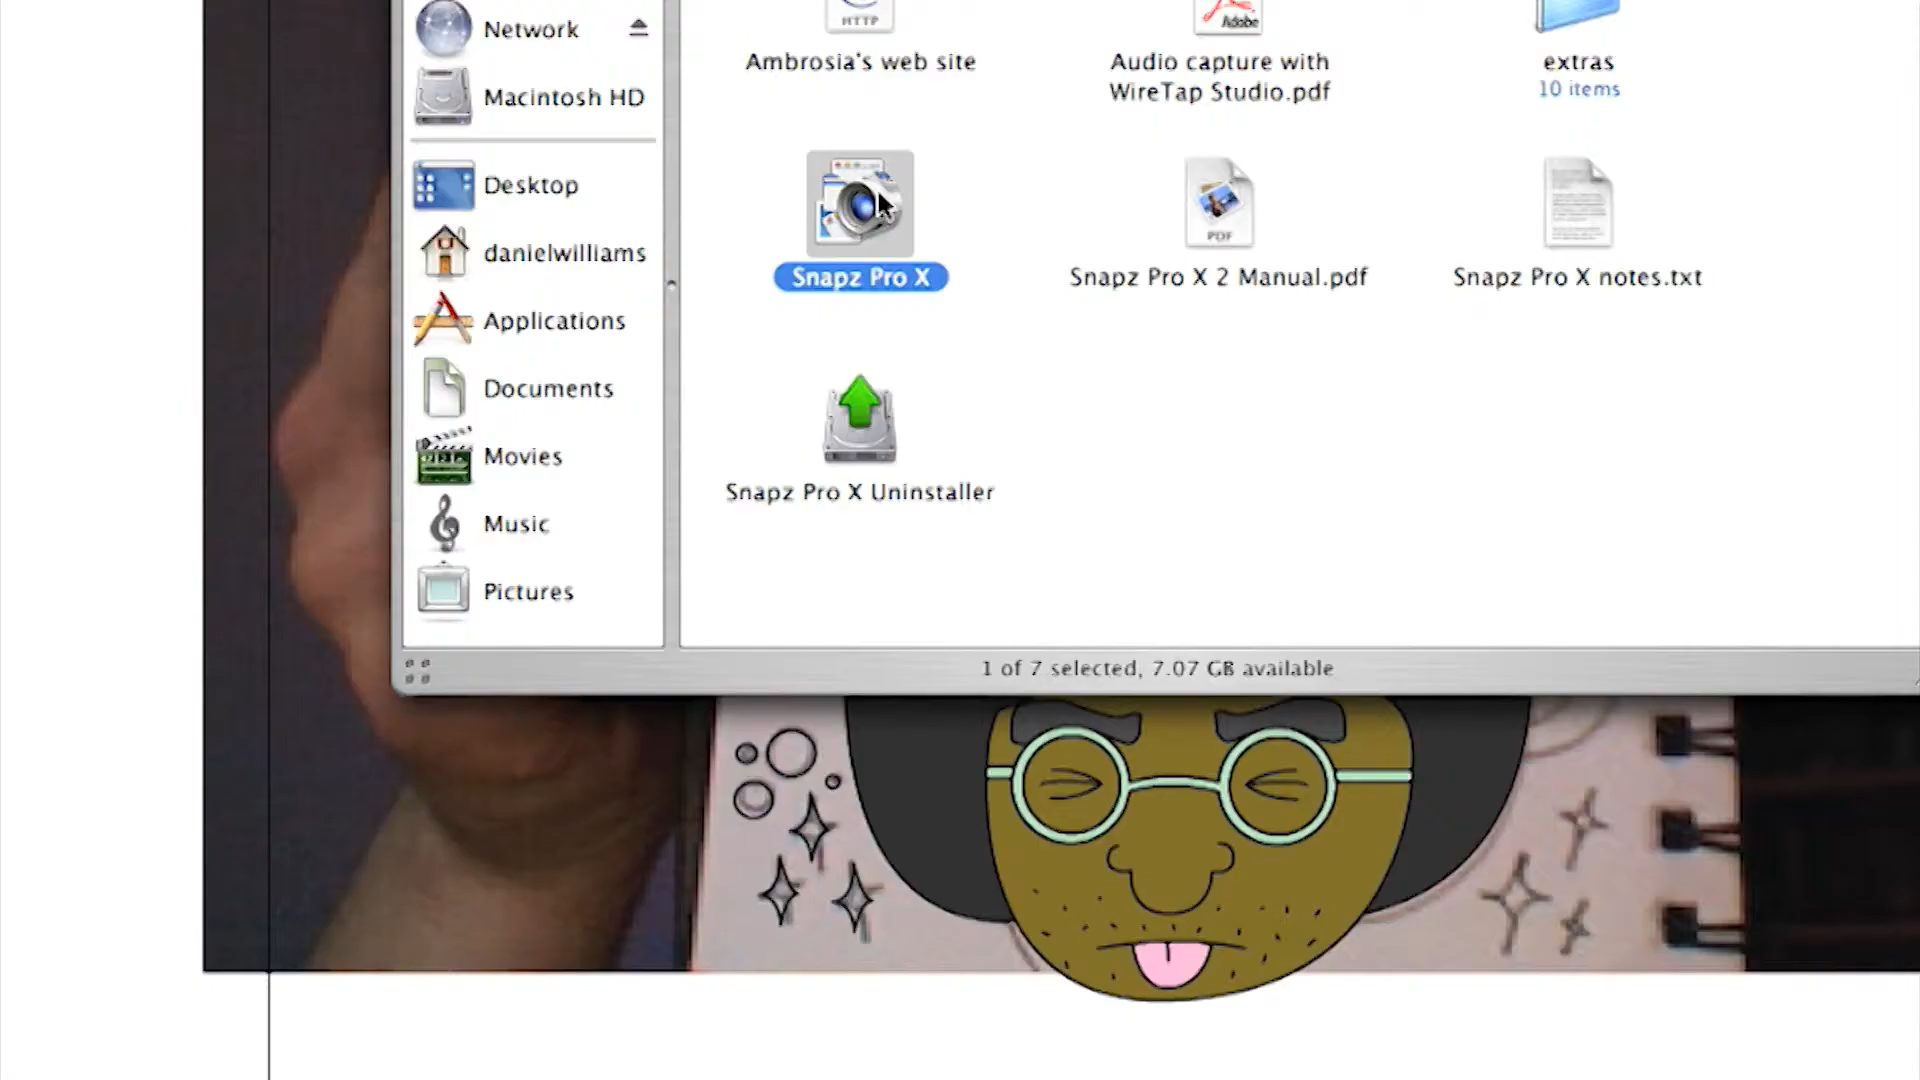 Network
Macintosh HD
Desktop
danielwilliams
Applications
Documents
Movies
Music
Pictures
HTTP
Ambrosia's web site
Adobe
Audio capture with
WireTap Studio.pdf
extras
10 items
Snapz Pro X
PDF
Snapz Pro X 2 Manual.pdf
Snapz Pro X notes.txt
Snapz Pro X Uninstaller
1 of 7 selected, 7.07 GB available